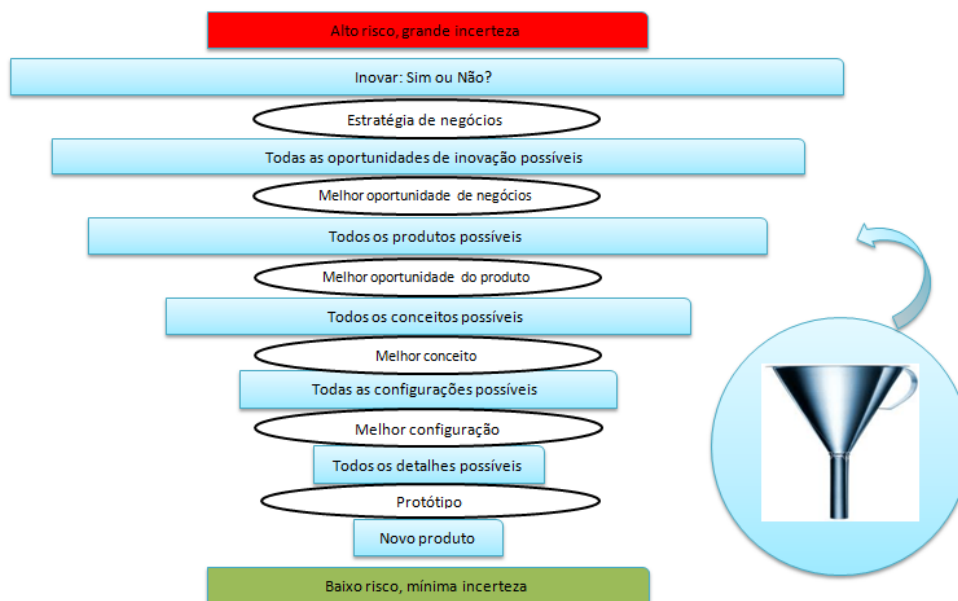 Alto risco, grande incerteza
Inovar: Sim ou Não?
Estratégia de negócios
Todas as oportunidades de inovação possíveis
Melhor oportunidade de negócios
Todos os produtos possíveis
Melhor oportunidade do produto
Todos os conceitos possíveis
Melhor conceito
Todas as configurações possíveis
Melhor configuração
Todos os detalhes possíveis
Protótipo
Novo produto
Baixo risco, mínima incerteza